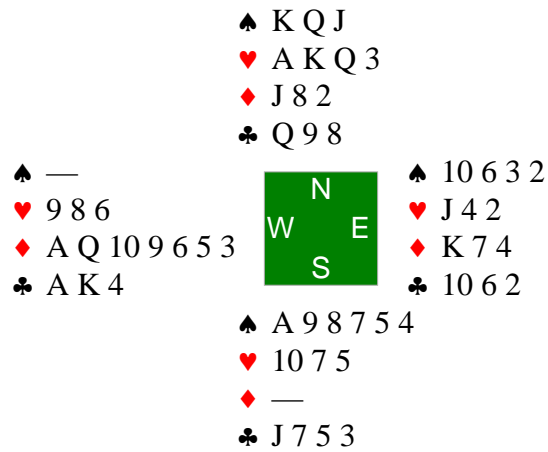 ♠ K Q J
♥ A K Q 3
♦ J 8 2
♣ Q 9 8
♠ —
♥ 9 8 6
♦ A Q 10 9 6 5 3
♣ A K 4
N
W E
S
♠ 10 6 3 2
♥ J 4 2
♦ K 7 4
♣ 10 6 2
♠ A 9 8 7 5 4
♥ 10 7 5
♦ —
♣ J 7 5 3